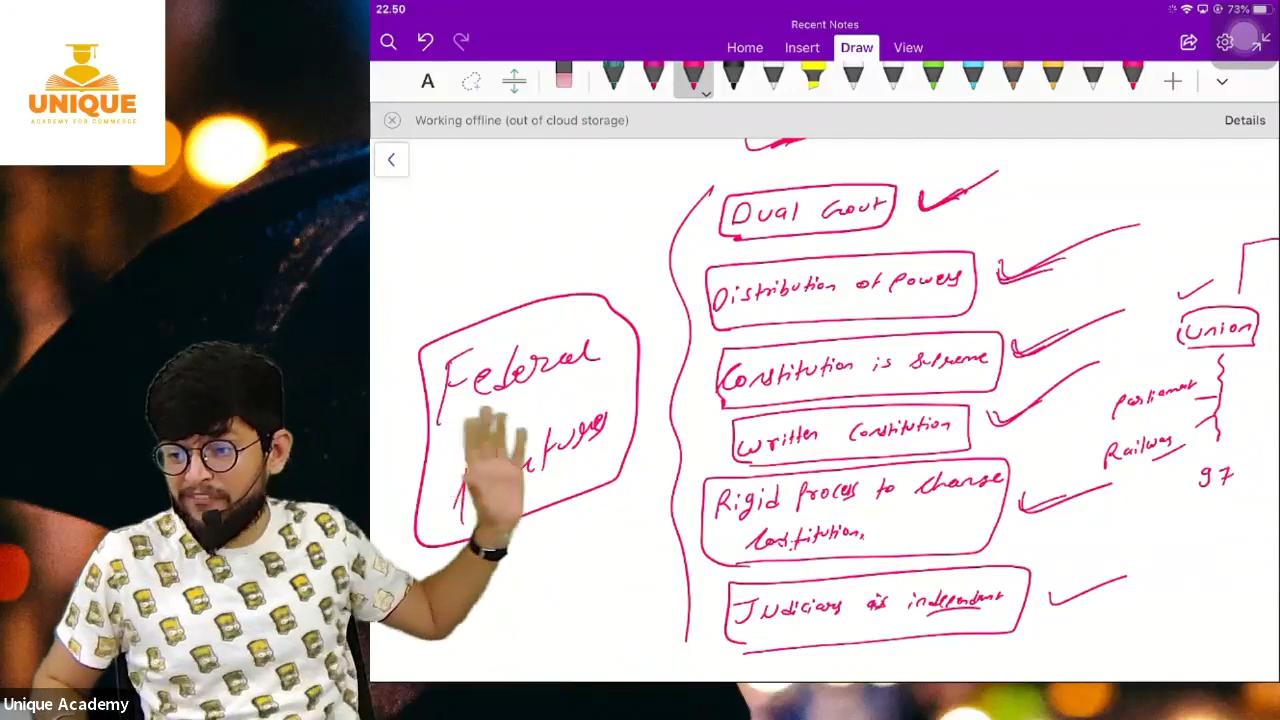 22.50
73%
Recent Notes
Home Insert Draw View
A
Working offline (out of cloud storage)
Details
UNIQUE
ACADEMY FOR COMMERCE
Dual Govt
Distribution of Powers
Constitution is supreme
Written Constitution
Rigid process to change
constitution.
Judiciary is independent
Federal
Union
Parliament
Railway
97
Unique Academy